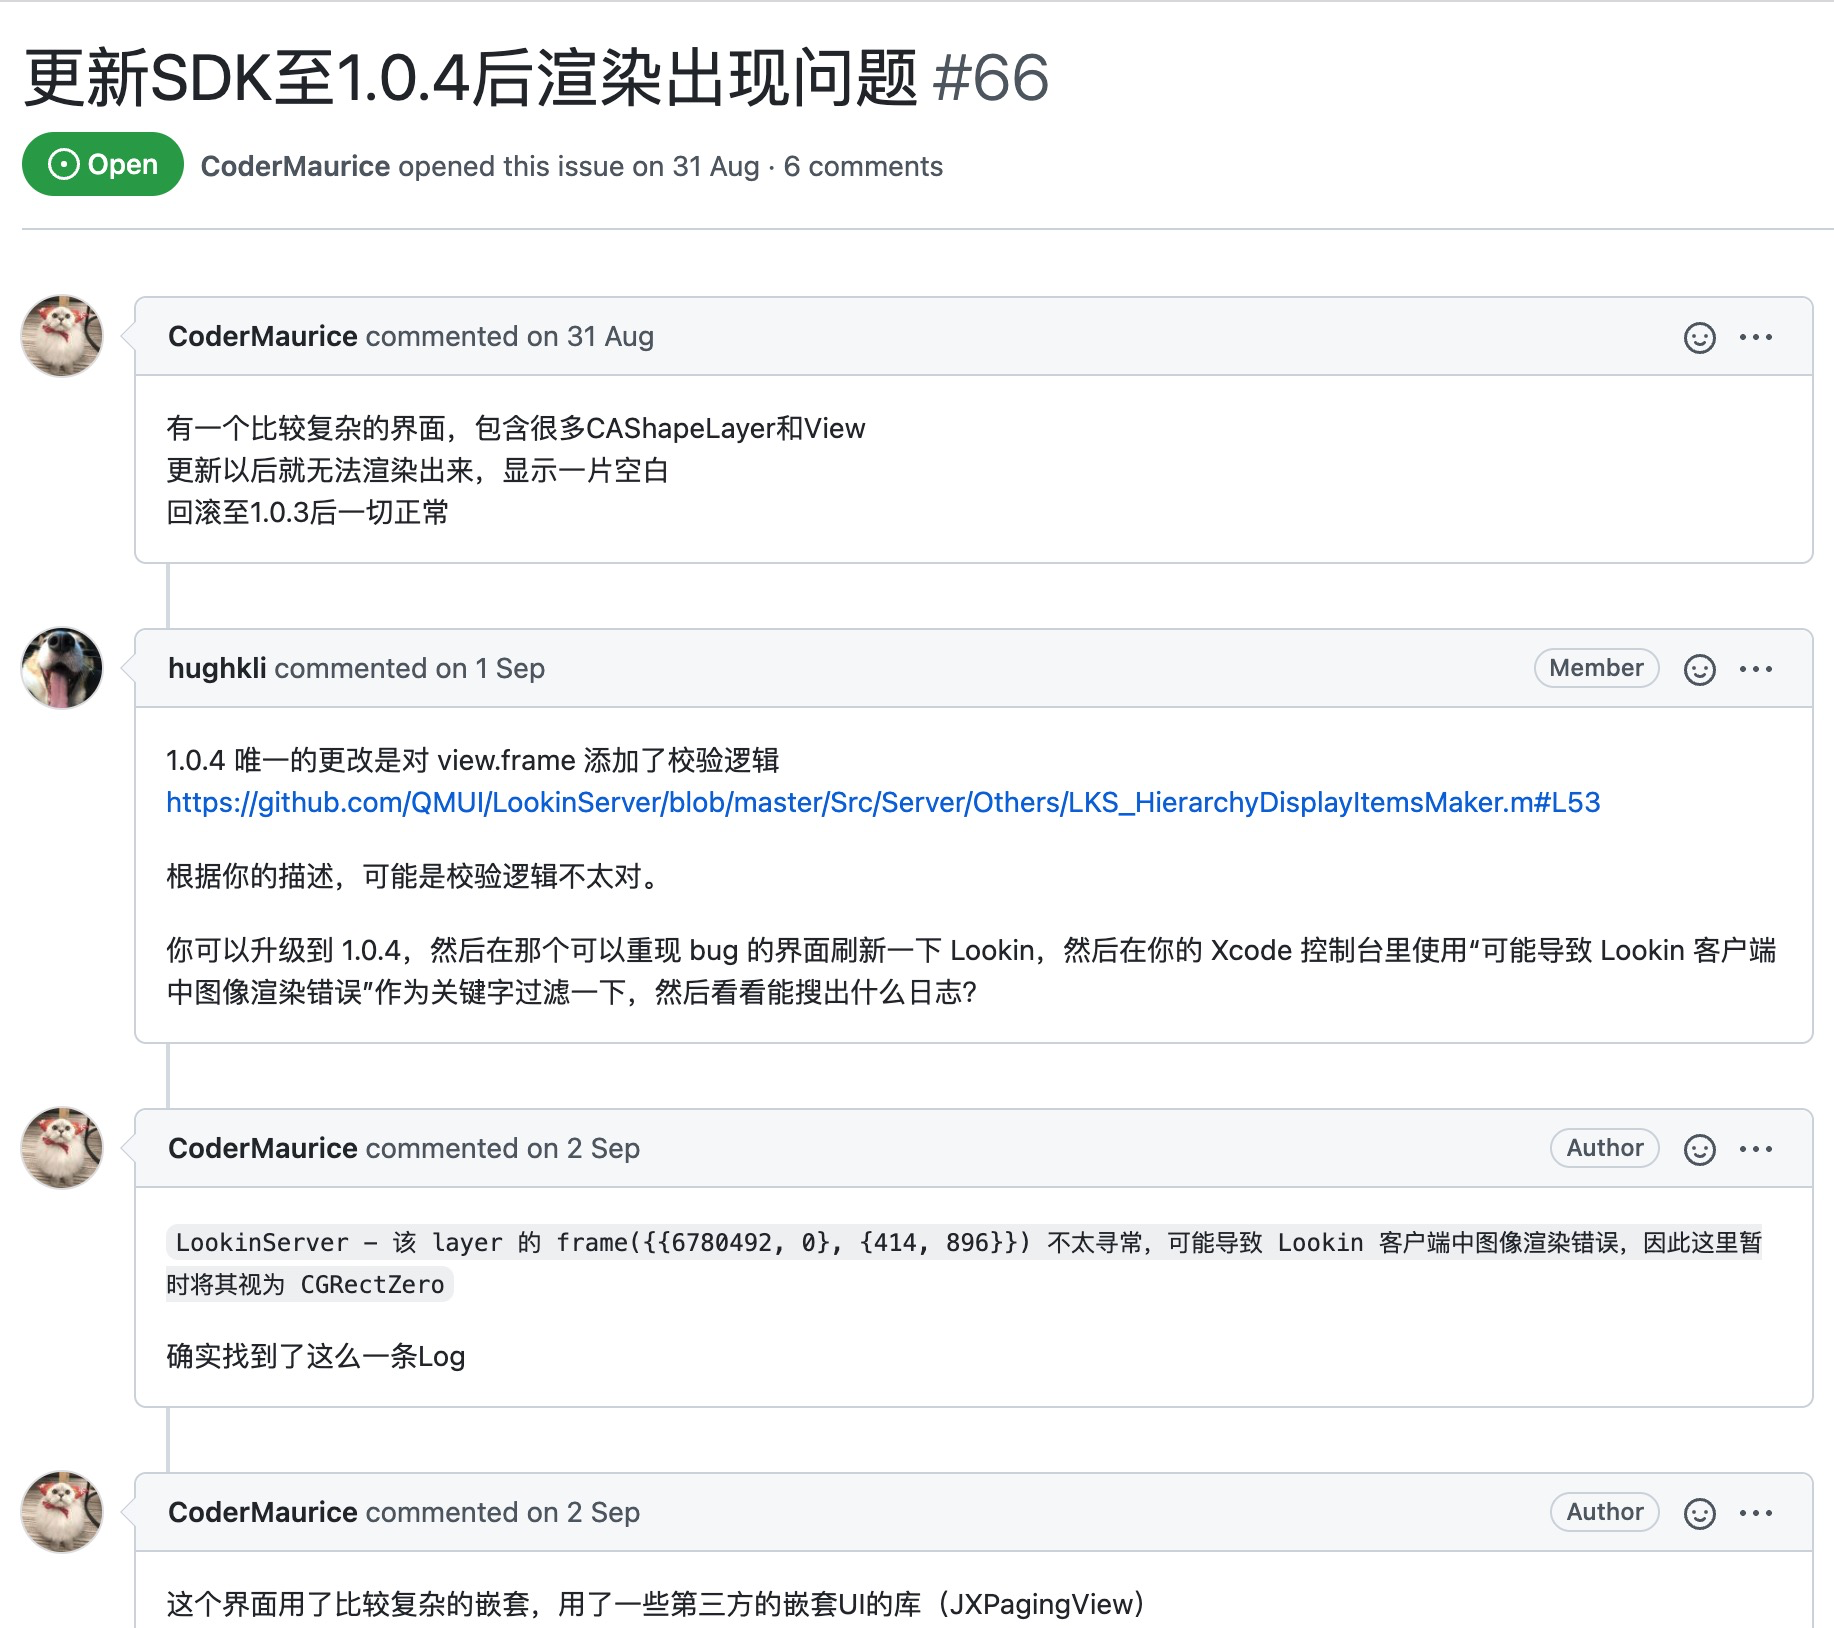 更新SDK至1.0.4后渲染出现问题 #66
Open CoderMaurice opened this issue on 31 Aug · 6 comments
CoderMaurice commented on 31 Aug
有一个比较复杂的界面，包含很多CAShapeLayer和View
更新以后就无法渲染出来，显示一片空白
回滚至1.0.3后一切正常
hughkli commented on 1 Sep Member
1.0.4 唯一的更改是对 view.frame 添加了校验逻辑
https://github.com/QMUI/LookinServer/blob/master/Src/Server/Others/LKS_HierarchyDisplayItemsMaker.m#L53
根据你的描述，可能是校验逻辑不太对。
你可以升级到 1.0.4，然后在那个可以重现 bug 的界面刷新一下 Lookin，然后在你的 Xcode 控制台里使用“可能导致 Lookin 客户端
中图像渲染错误”作为关键字过滤一下，然后看看能搜出什么日志？
CoderMaurice commented on 2 Sep Author
LookinServer – 该 layer 的 frame({{6780492, 0}, {414, 896}}) 不太寻常，可能导致 Lookin 客户端中图像渲染错误，因此这里暂
时将其视为 CGRectZero
确实找到了这么一条Log
CoderMaurice commented on 2 Sep Author
这个界面用了比较复杂的嵌套，用了一些第三方的嵌套UI的库（JXPagingView）